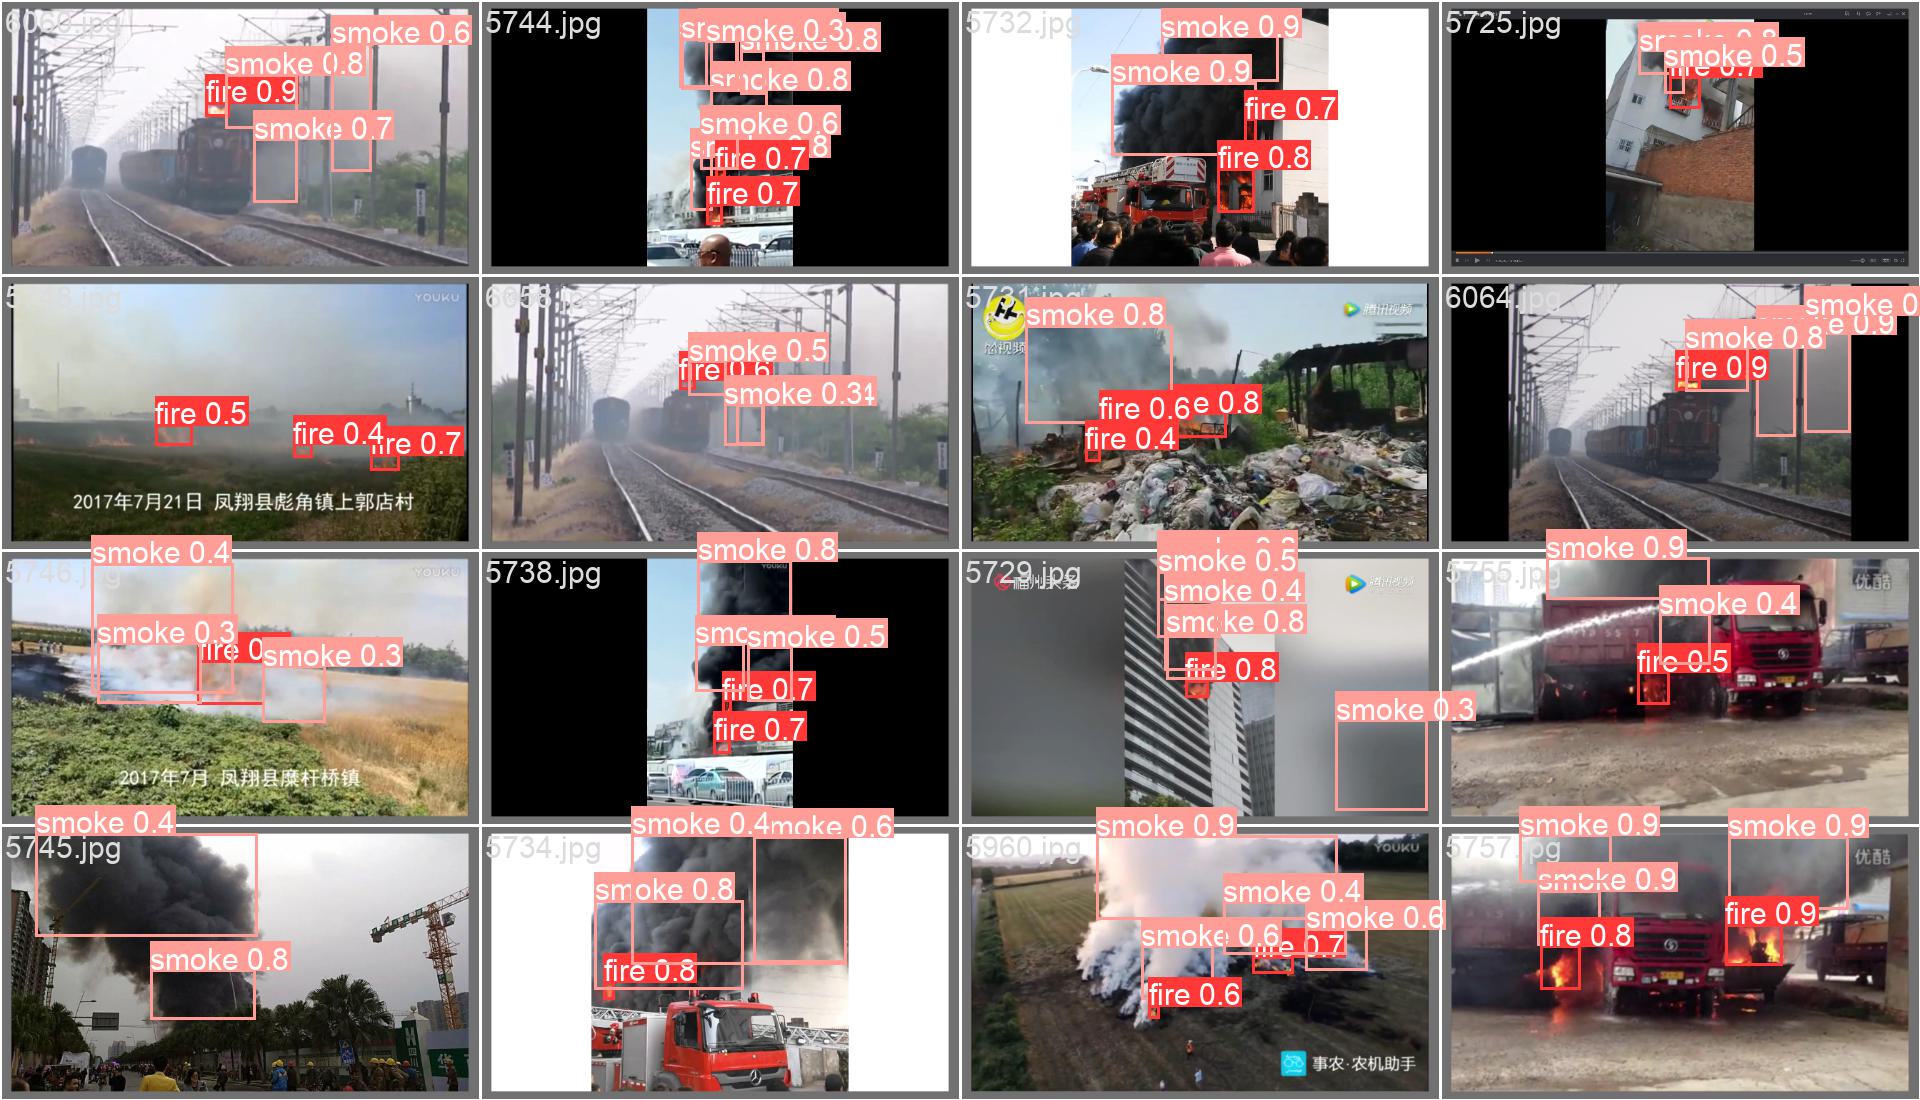 6060.jpg
smoke 0.6
smoke 0.8
fire 0.9
smoke 0.7
5744.jpg
smoke 0.3
smoke 0.8
smoke 0.8
smoke 0.6
fire 0.7
fire 0.7
5732.jpg
smoke 0.9
smoke 0.9
fire 0.7
fire 0.8
5725.jpg
smoke 0.8
smoke 0.5
fire 0.7
YOUKU
fire 0.5
fire 0.4
fire 0.7
2017年7月21日 凤翔县彪角镇上郭店村
6058.jpg
smoke 0.5
fire 0.6
smoke 0.3
5731.jpg
smoke 0.8
腾讯视频
fire 0.6
e 0.8
fire 0.4
6064.jpg
smoke 0
e 0.9
smoke 0.8
fire 0.9
5746.jpg
smoke 0.4
YOUKU
smoke 0.3
fire 0
smoke 0.3
2017年7月 凤翔县糜杆桥镇
5738.jpg
smoke 0.8
YOUKU
smo
smoke 0.5
fire 0.7
fire 0.7
5729.jpg
腾讯视频
smoke 0.5
smoke 0.4
smoke 0.8
fire 0.8
smoke 0.3
5755.jpg
smoke 0.9
优酷
smoke 0.4
fire 0.5
5745.jpg
smoke 0.4
smoke 0.8
5734.jpg
smoke 0.4
smoke 0.6
smoke 0.8
fire 0.8
5960.jpg
smoke 0.9
YOUKU
smoke 0.4
smoke 0.6
smoke 0.6
fire 0.7
fire 0.6
事农·农机助手
5757.jpg
smoke 0.9
smoke 0.9
优酷
smoke 0.9
fire 0.9
fire 0.8